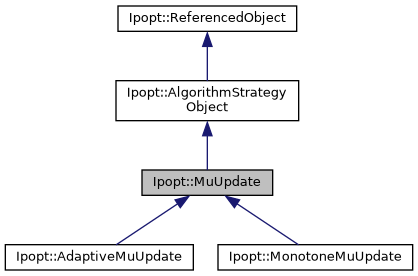 Ipopt::ReferencedObject
Ipopt::AlgorithmStrategy
Object
Ipopt::MuUpdate
Ipopt::AdaptiveMuUpdate
Ipopt::MonotoneMuUpdate